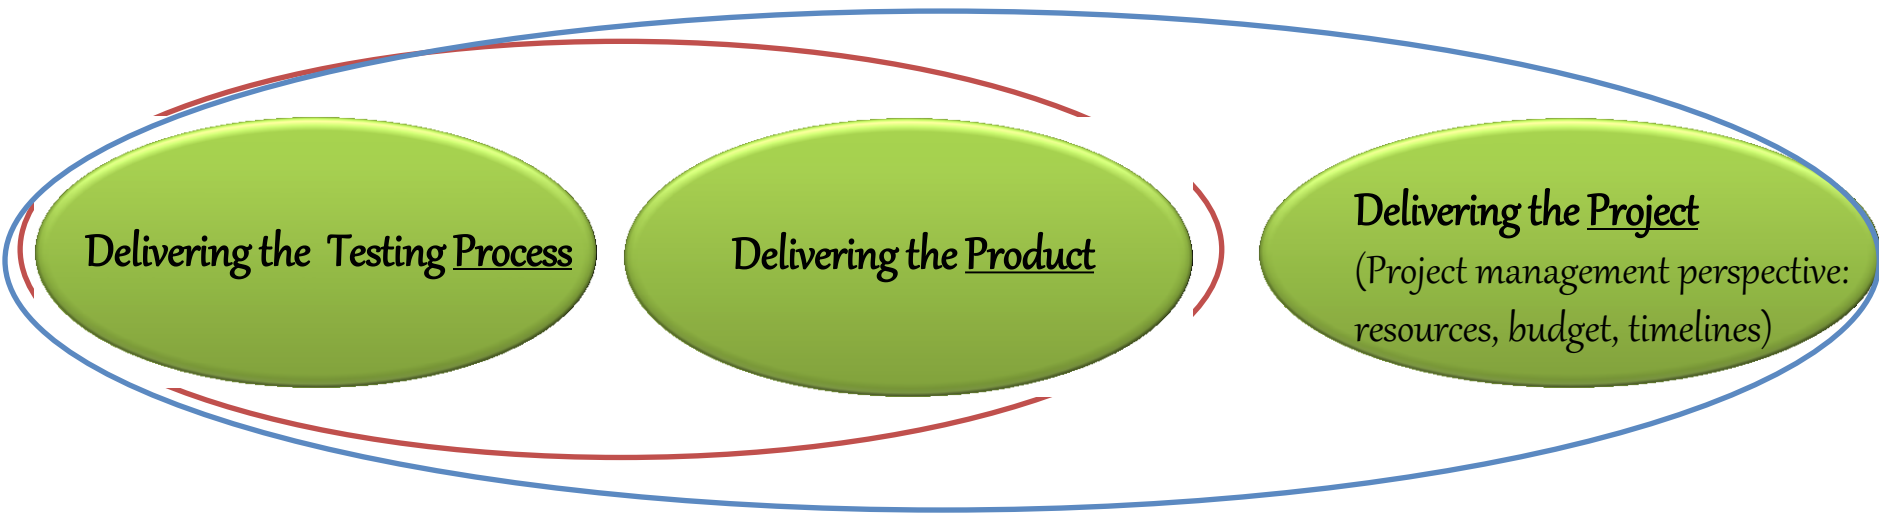 Delivering the Testing Process
Delivering the Product
Delivering the Project
(Project management perspective:
resources, budget, timelines)